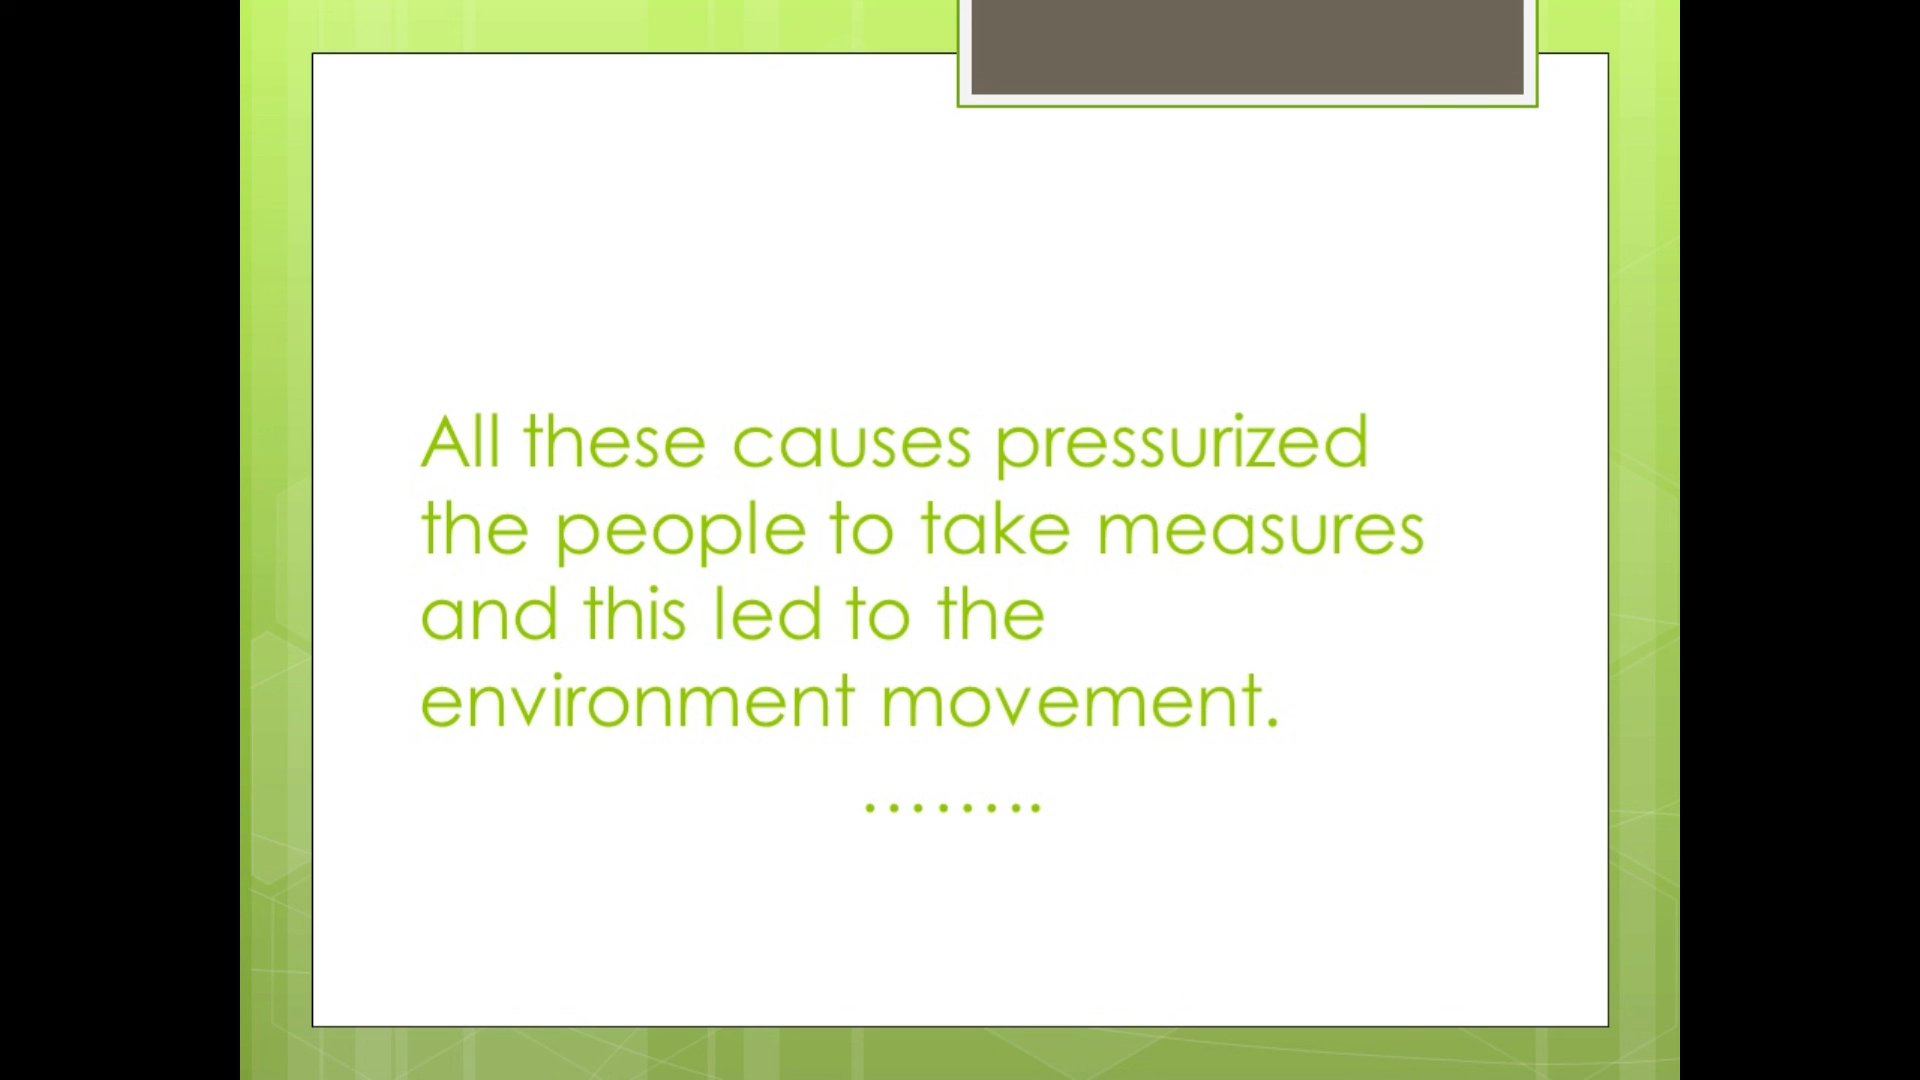 All these causes pressurized
the people to take measures
and this led to the
environment movement.
........